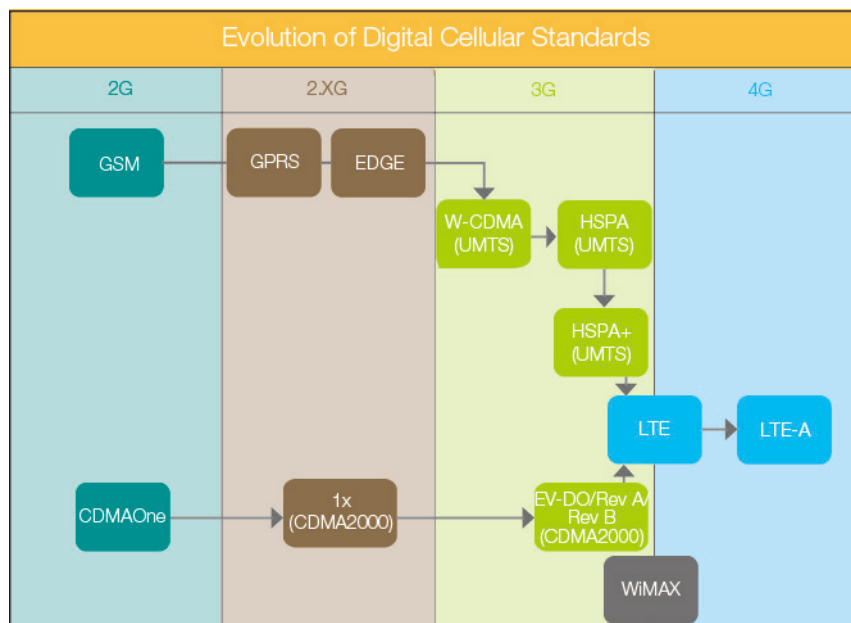 Evolution of Digital Cellular Standards
2G
2.XG
3G
4G
GSM
GPRS
EDGE
W-CDMA
(UMTS)
HSPA
(UMTS)
HSPA+
(UMTS)
LTE
LTE-A
CDMAOne
1x
(CDMA2000)
EV-DO/Rev A/
Rev B
(CDMA2000)
WiMAX